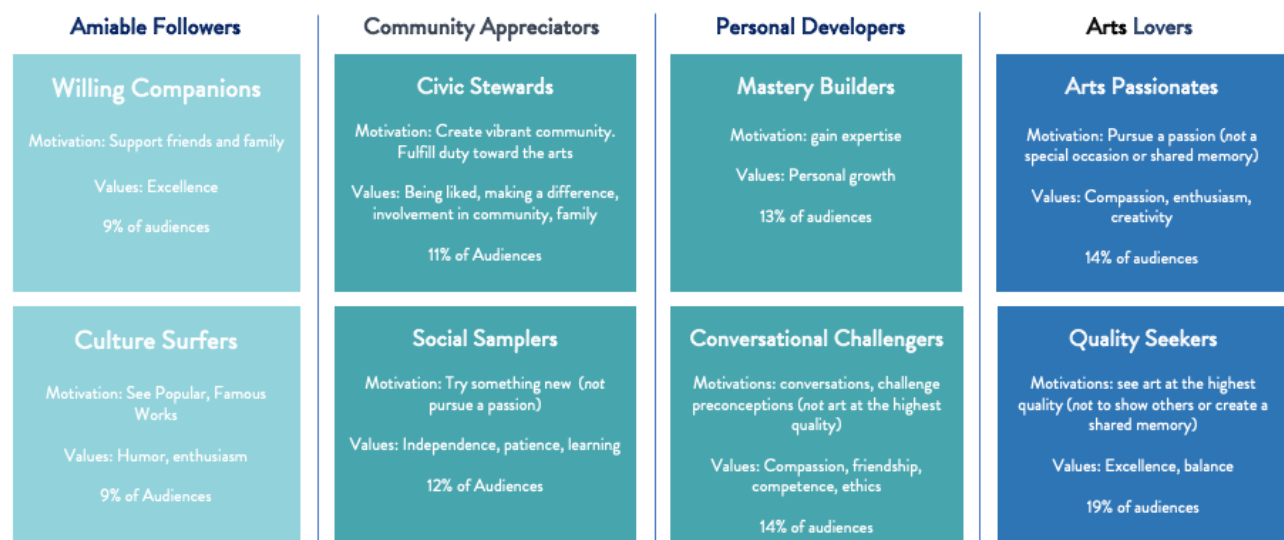 Amiable Followers
Willing Companions
Motivation: Support friends and family
Values: Excellence
9% of audiences
Culture Surfers
Motivation: See Popular, Famous
Works
Values: Humor, enthusiasm
9% of Audiences
Community Appreciators
Civic Stewards
Motivation: Create vibrant community.
Fulfill duty toward the arts
Values: Being liked, making a difference,
involvement in community, family
11% of Audiences
Social Samplers
Motivation: Try something new (not
pursue a passion)
Values: Independence, patience, learning
12% of Audiences
Personal Developers
Mastery Builders
Motivation: gain expertise
Values: Personal growth
13% of audiences
Conversational Challengers
Motivations: conversations, challenge
preconceptions (not art at the highest
quality)
Values: Compassion, friendship,
competence, ethics
14% of audiences
Arts Lovers
Arts Passionates
Motivation: Pursue a passion (not a
special occasion or shared memory)
Values: Compassion, enthusiasm,
creativity
14% of audiences
Quality Seekers
Motivations: see art at the highest
quality (not to show others or create a
shared memory)
Values: Excellence, balance
19% of audiences